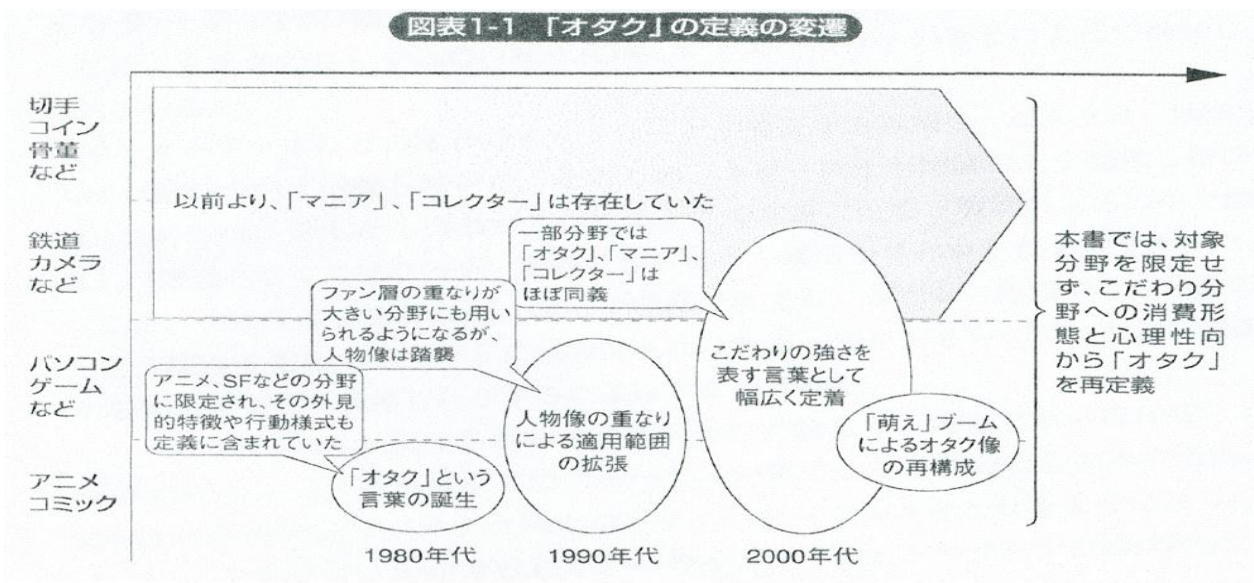 図表1-1 「オタク」の定義の変遷
切手
コイン
骨董
など
鉄道
カメラ
など
パソコン
ゲーム
など
アニメ
コミック
以前より、「マニア」、「コレクター」は存在していた
一部分野では
「オタク」、「マニア」、
「コレクター」は
ほぼ同義
ファン層の重なりが
大きい分野にも用い
られるようになるが、
人物像は踏襲
アニメ、SFなどの分野
に限定され、その外見
的特徴や行動様式も
定義に含まれていた
「オタク」という
言葉の誕生
人物像の重なり
による適用範囲
の拡張
こだわりの強さを
表す言葉として
幅広く定着
「萌え」ブーム
によるオタク像
の再構成
本書では、対象
分野を限定せ
ず、こだわり分
野への消費形
態と心理性向
から「オタク」
を再定義
1980年代
1990年代
2000年代